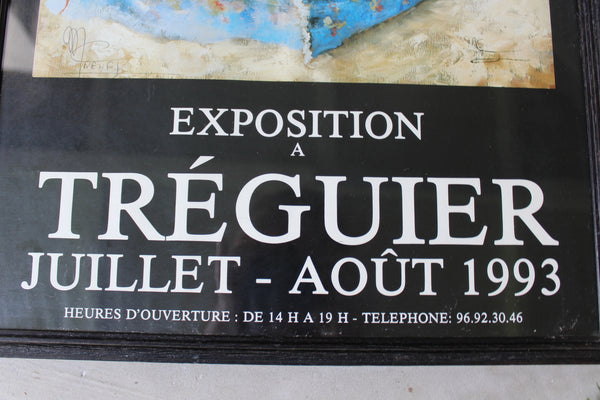 EXPOSITION
A
TRÉGUIER
JUILLET - AOÛT 1993
HEURES D'OUVERTURE : DE 14 H A 19 H - TELEPHONE: 96.92.30.46